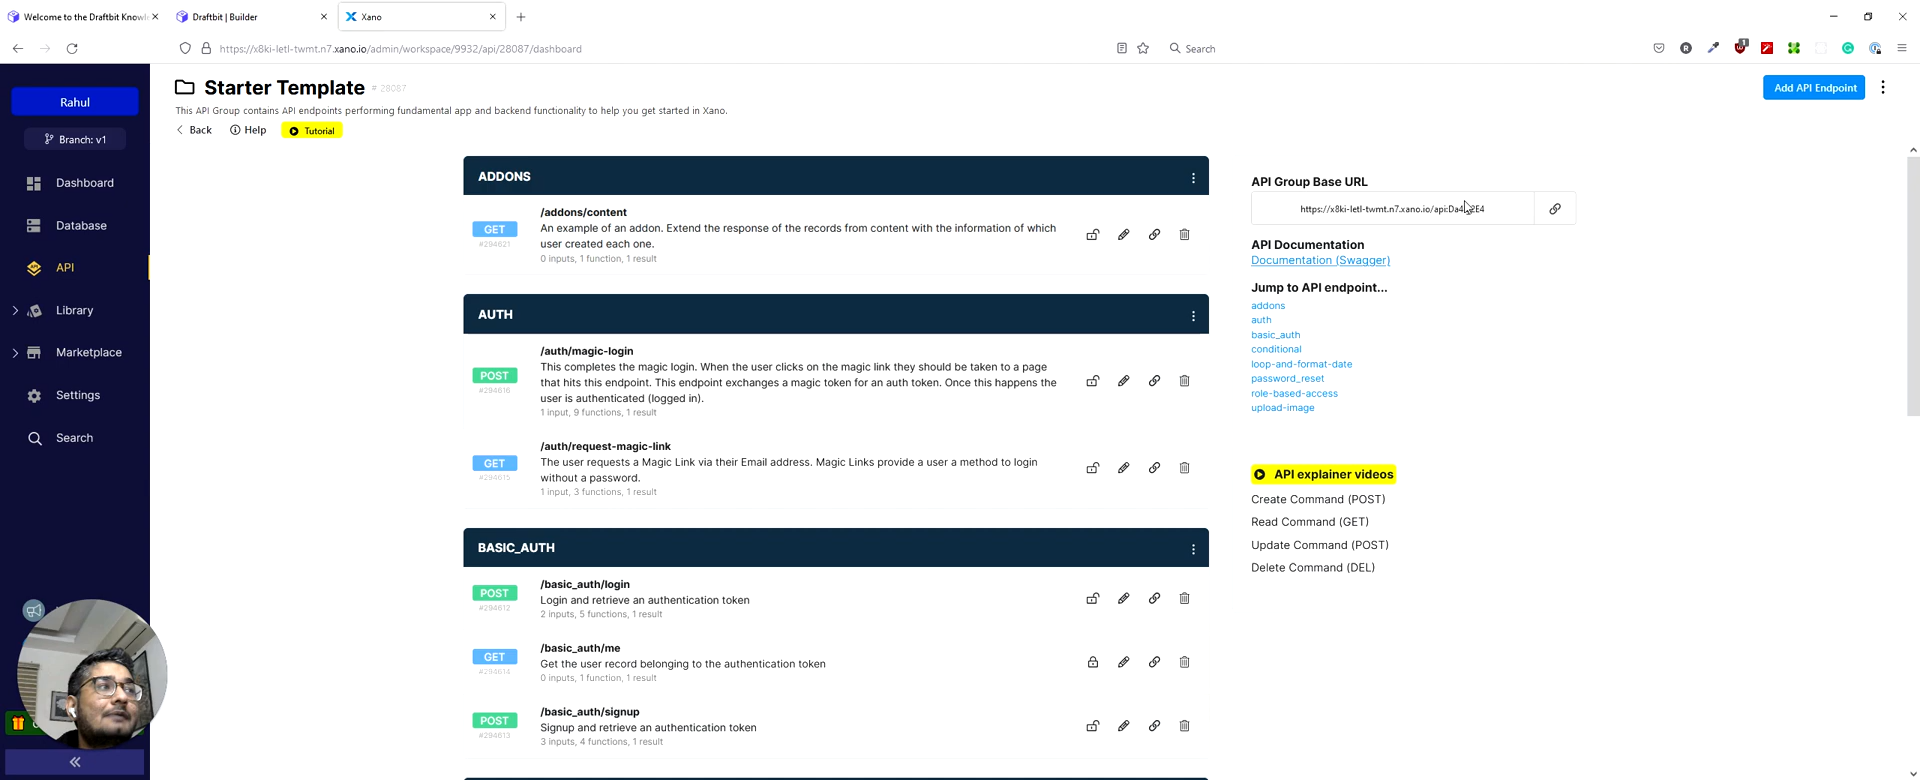 Welcome to the Draftbit Knowl
Draftbit | Builder
Xano
https://x8ki-letl-twmt.n7.xano.io/admin/workspace/9932/api/28087/dashboard
Search
Rahul
Branch: v1
Dashboard
Database
API
Library
Marketplace
Settings
Search
Starter Template # 28087
Add API Endpoint
This API Group contains API endpoints performing fundamental app and backend functionality to help you get started in Xano.
Back
Help
Tutorial
ADDONS
/addons/content
GET
#294621
An example of an addon. Extend the response of the records from content with the information of which
user created each one.
0 inputs, 1 function, 1 result
AUTH
/auth/magic-login
POST
#294616
This completes the magic login. When the user clicks on the magic link they should be taken to a page
that hits this endpoint. This endpoint exchanges a magic token for an auth token. Once this happens the
user is authenticated (logged in).
1 input, 9 functions, 1 result
/auth/request-magic-link
GET
#294615
The user requests a Magic Link via their Email address. Magic Links provide a user a method to login
without a password.
1 input, 3 functions, 1 result
BASIC_AUTH
/basic_auth/login
POST
#294612
Login and retrieve an authentication token
2 inputs, 5 functions, 1 result
/basic_auth/me
GET
#294614
Get the user record belonging to the authentication token
0 inputs, 1 function, 1 result
/basic_auth/signup
POST
#294613
Signup and retrieve an authentication token
3 inputs, 4 functions, 1 result
API Group Base URL
API Documentation
Documentation (Swagger)
Jump to API endpoint...
addons
auth
basic_auth
conditional
loop-and-format-date
password_reset
role-based-access
upload-image
API explainer videos
Create Command (POST)
Read Command (GET)
Update Command (POST)
Delete Command (DEL)